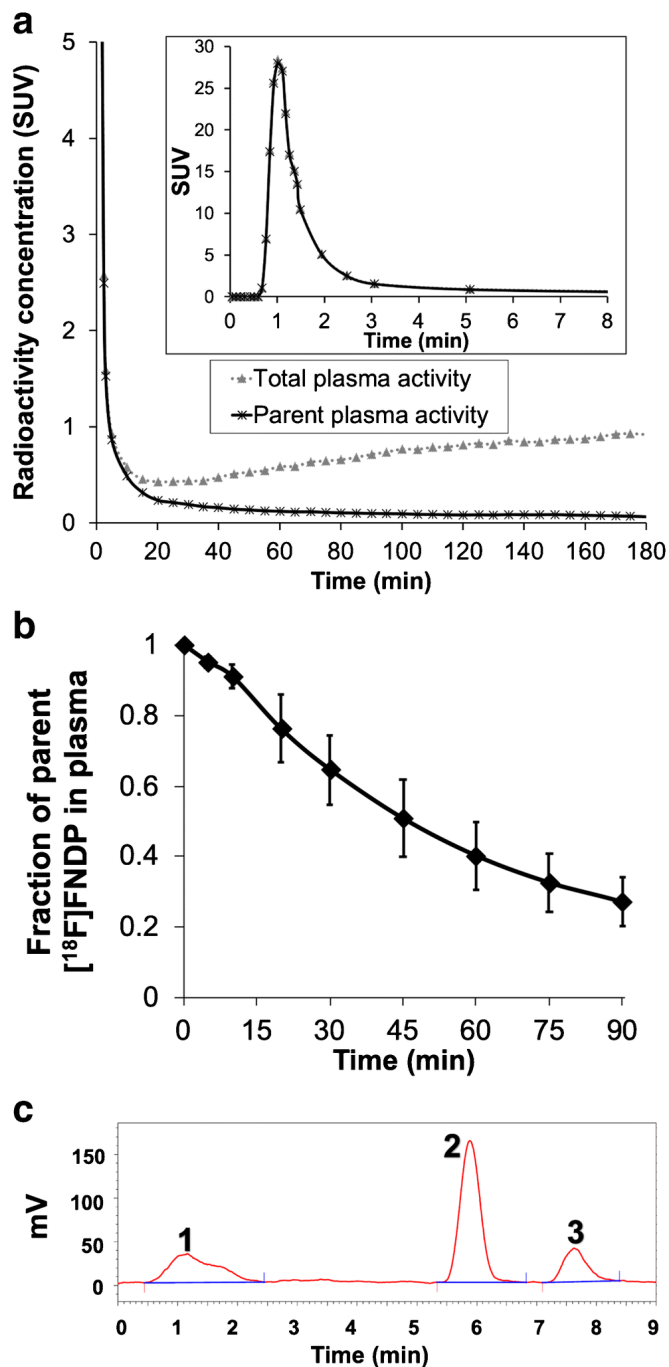 a
Radioactivity concentration (SUV)
5
4
3
2
1
0
0 20 40 60 80 100 120 140 160 180
Time (min)
SUV
30
25
20
15
10
5
0
0 1 2 3 4 5 6 7 8
Time (min)
Total plasma activity
Parent plasma activity
b
Fraction of parent
[18F]FNDP in plasma
1
0.8
0.6
0.4
0.2
0
0 15 30 45 60 75 90
Time (min)
c
mV
150
100
50
0
1
2
3
0 1 2 3 4 5 6 7 8 9
Time (min)